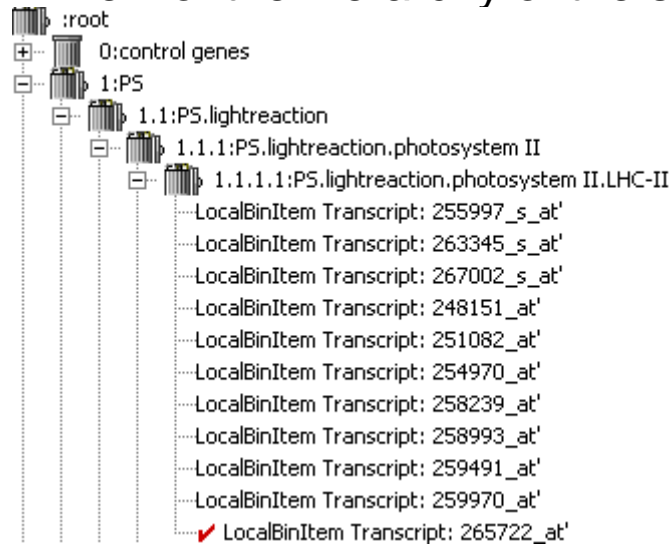 :root
0:control genes
1:PS
1.1:PS.lightreaction
1.1.1:PS.lightreaction.photosystem II
1.1.1.1:PS.lightreaction.photosystem II.LHC-II
LocalBinItem Transcript: 255997_s_at'
LocalBinItem Transcript: 263345_s_at'
LocalBinItem Transcript: 267002_s_at'
LocalBinItem Transcript: 248151_at'
LocalBinItem Transcript: 251082_at'
LocalBinItem Transcript: 254970_at'
LocalBinItem Transcript: 258239_at'
LocalBinItem Transcript: 258993_at'
LocalBinItem Transcript: 259491_at'
LocalBinItem Transcript: 259970_at'
LocalBinItem Transcript: 265722_at'